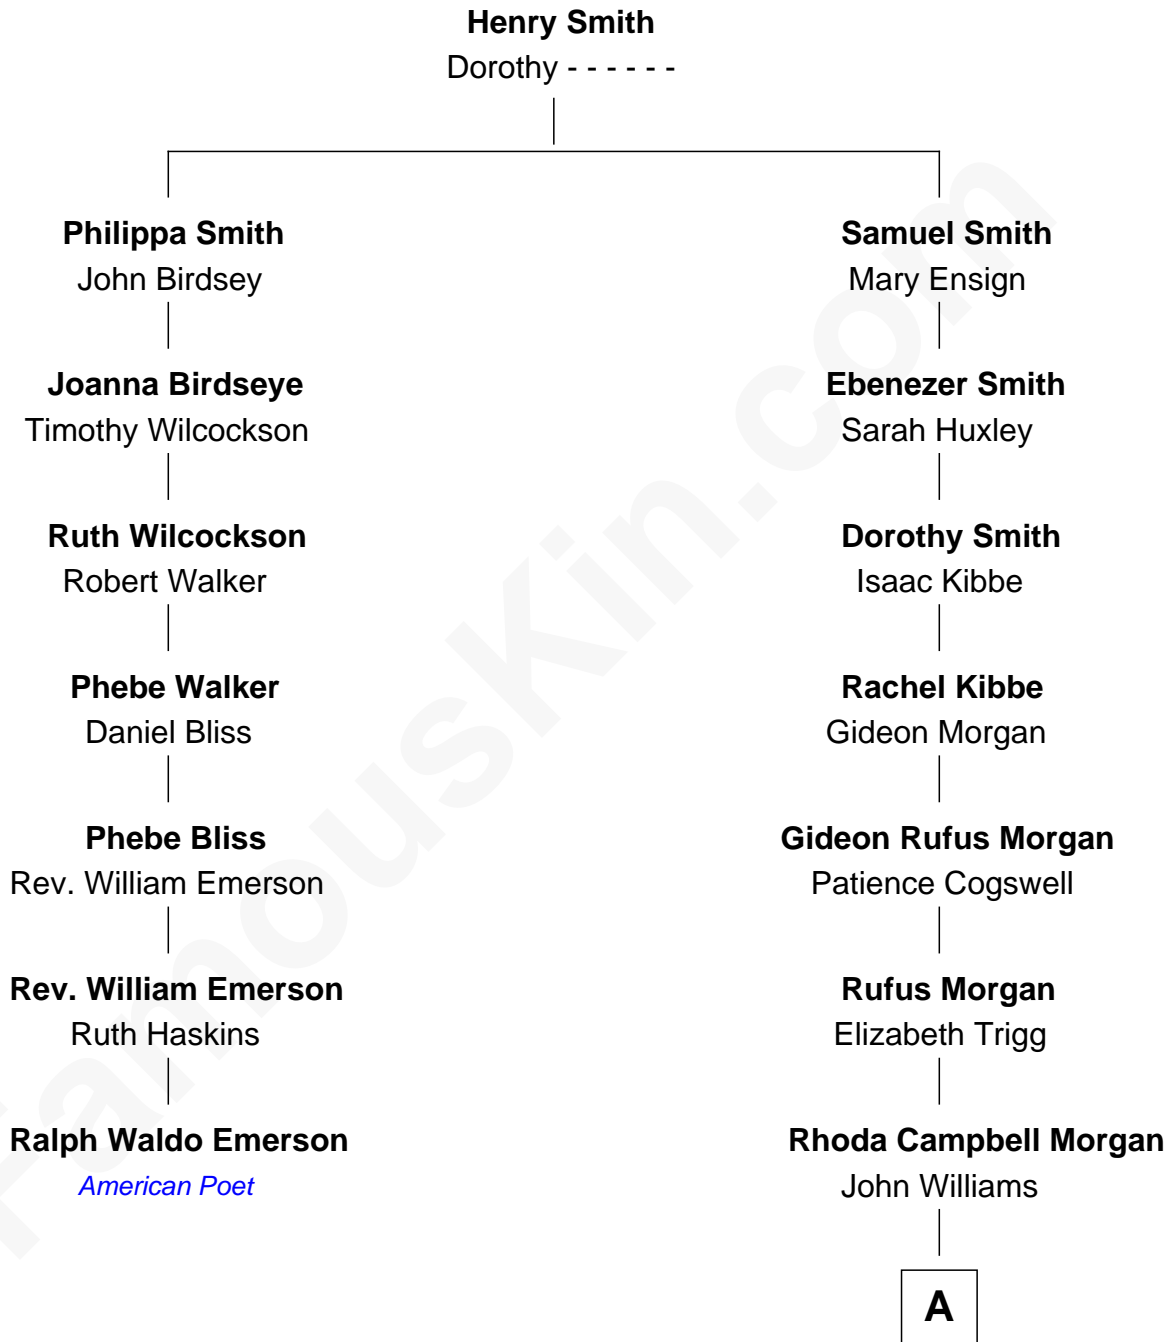 Henry Smith
Dorothy - - - - - -
Philippa Smith
John Birdsey
Samuel Smith
Mary Ensign
Joanna Birdseye
Timothy Wilcockson
Ebenezer Smith
Sarah Huxley
Ruth Wilcockson
Robert Walker
Dorothy Smith
Isaac Kibbe
Phebe Walker
Daniel Bliss
Rachel Kibbe
Gideon Morgan
Phebe Bliss
Rev. William Emerson
Gideon Rufus Morgan
Patience Cogswell
Rev. William Emerson
Ruth Haskins
Rufus Morgan
Elizabeth Trigg
Ralph Waldo Emerson
American Poet
Rhoda Campbell Morgan
John Williams
A
FamousKin.com